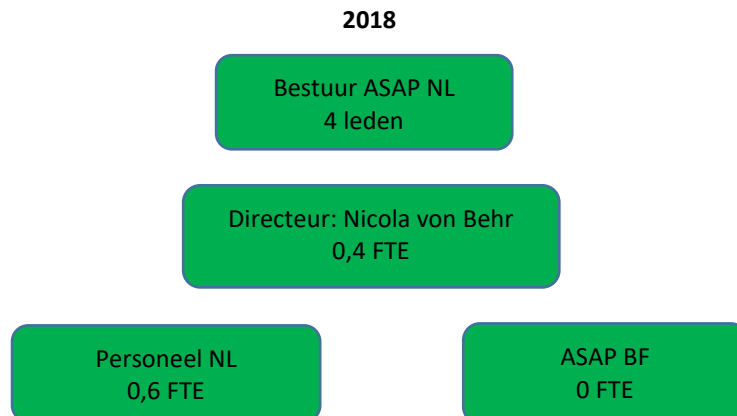 2018
Bestuur ASAP NL
4 leden
Directeur: Nicola von Behr
0,4 FTE
Personeel NL
0,6 FTE
ASAP BF
0 FTE